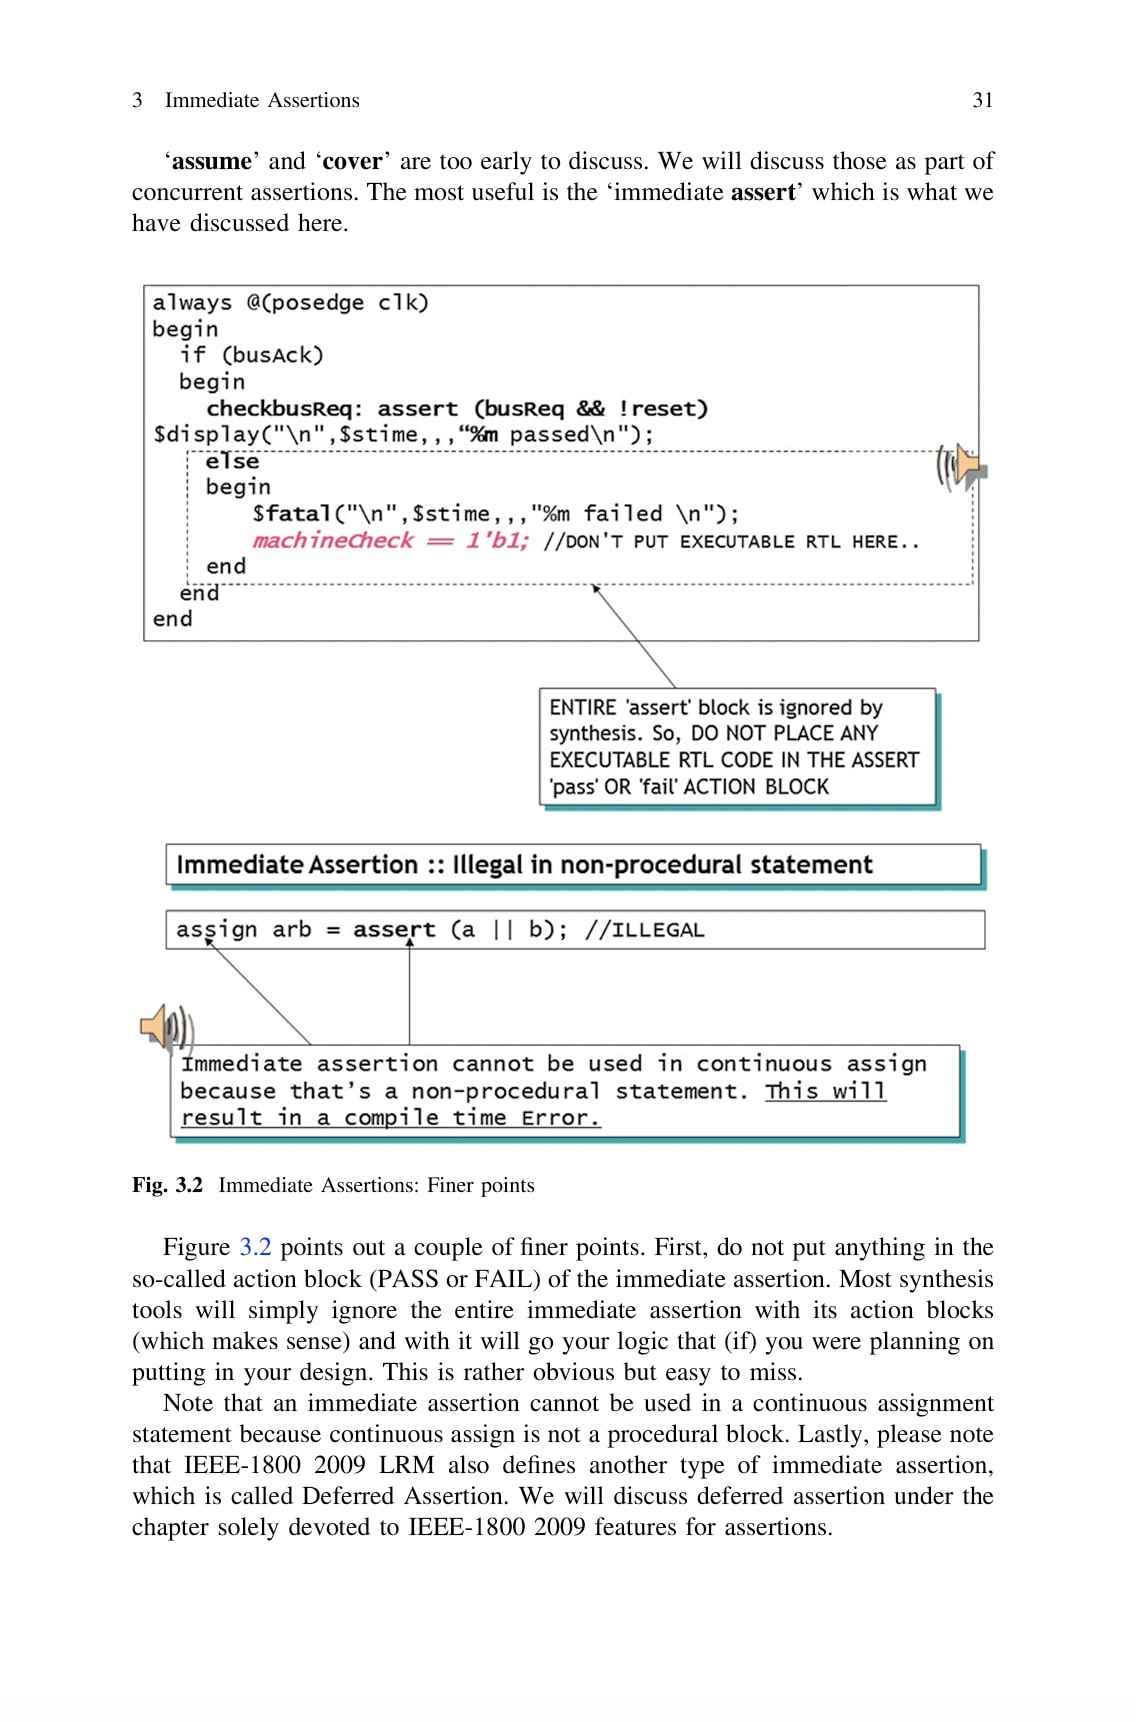 3 Immediate Assertions 31
‘assume’ and ‘cover’ are too early to discuss. We will discuss those as part of
concurrent assertions. The most useful is the ‘immediate assert’ which is what we
have discussed here.
always @(posedge clk)
begin
if (busAck)
begin
checkbusReq: assert (busReq && !reset)
$display("\n",$stime,,,“%m passed\n");
else
begin
$fatal("\n",$stime,,,"%m failed \n");
machineCheck == 1'b1; //DON'T PUT EXECUTABLE RTL HERE..
end
end
end
ENTIRE 'assert' block is ignored by
synthesis. So, DO NOT PLACE ANY
EXECUTABLE RTL CODE IN THE ASSERT
'pass' OR 'fail' ACTION BLOCK
Immediate Assertion :: Illegal in non-procedural statement
assign arb = assert (a || b); //ILLEGAL
Immediate assertion cannot be used in continuous assign
because that’s a non-procedural statement. This will
result in a compile time Error.
Fig. 3.2 Immediate Assertions: Finer points
Figure 3.2 points out a couple of finer points. First, do not put anything in the
so-called action block (PASS or FAIL) of the immediate assertion. Most synthesis
tools will simply ignore the entire immediate assertion with its action blocks
(which makes sense) and with it will go your logic that (if) you were planning on
putting in your design. This is rather obvious but easy to miss.
Note that an immediate assertion cannot be used in a continuous assignment
statement because continuous assign is not a procedural block. Lastly, please note
that IEEE-1800 2009 LRM also defines another type of immediate assertion,
which is called Deferred Assertion. We will discuss deferred assertion under the
chapter solely devoted to IEEE-1800 2009 features for assertions.